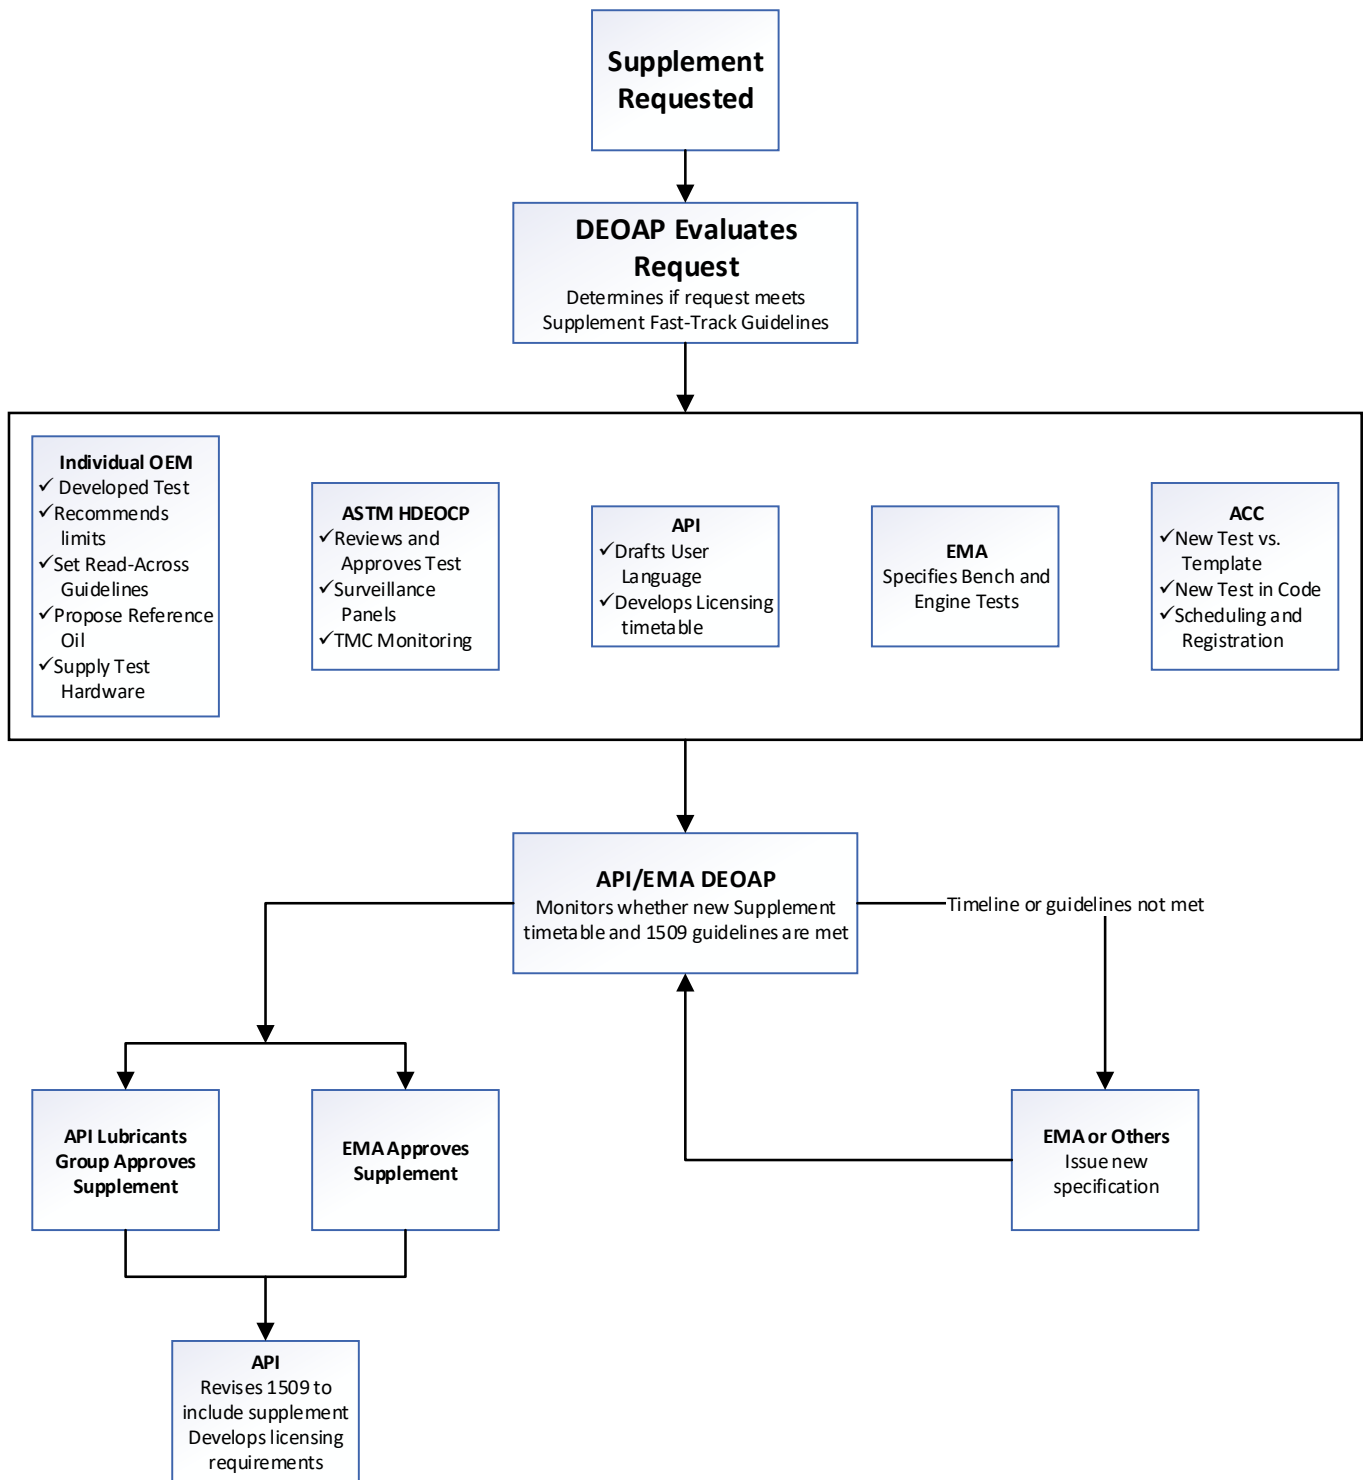 Supplement
Requested
DEOAP Evaluates
Request
Determines if request meets
Supplement Fast-Track Guidelines
Individual OEM
✓ Developed Test
✓Recommends
limits
✓Set Read-Across
Guidelines
✓Propose Reference
Oil
✓Supply Test
Hardware
ASTM HDEOCP
✓Reviews and
Approves Test
✓Surveillance
Panels
✓TMC Monitoring
API
✓Drafts User
Language
✓Develops Licensing
timetable
EMA
Specifies Bench and
Engine Tests
ACC
✓New Test vs.
Template
✓New Test in Code
✓Scheduling and
Registration
API/EMA DEOAP
Monitors whether new Supplement
timetable and 1509 guidelines are met
Timeline or guidelines not met
API Lubricants
Group Approves
Supplement
EMA Approves
Supplement
EMA or Others
Issue new
specification
API
Revises 1509 to
include supplement
Develops licensing
requirements